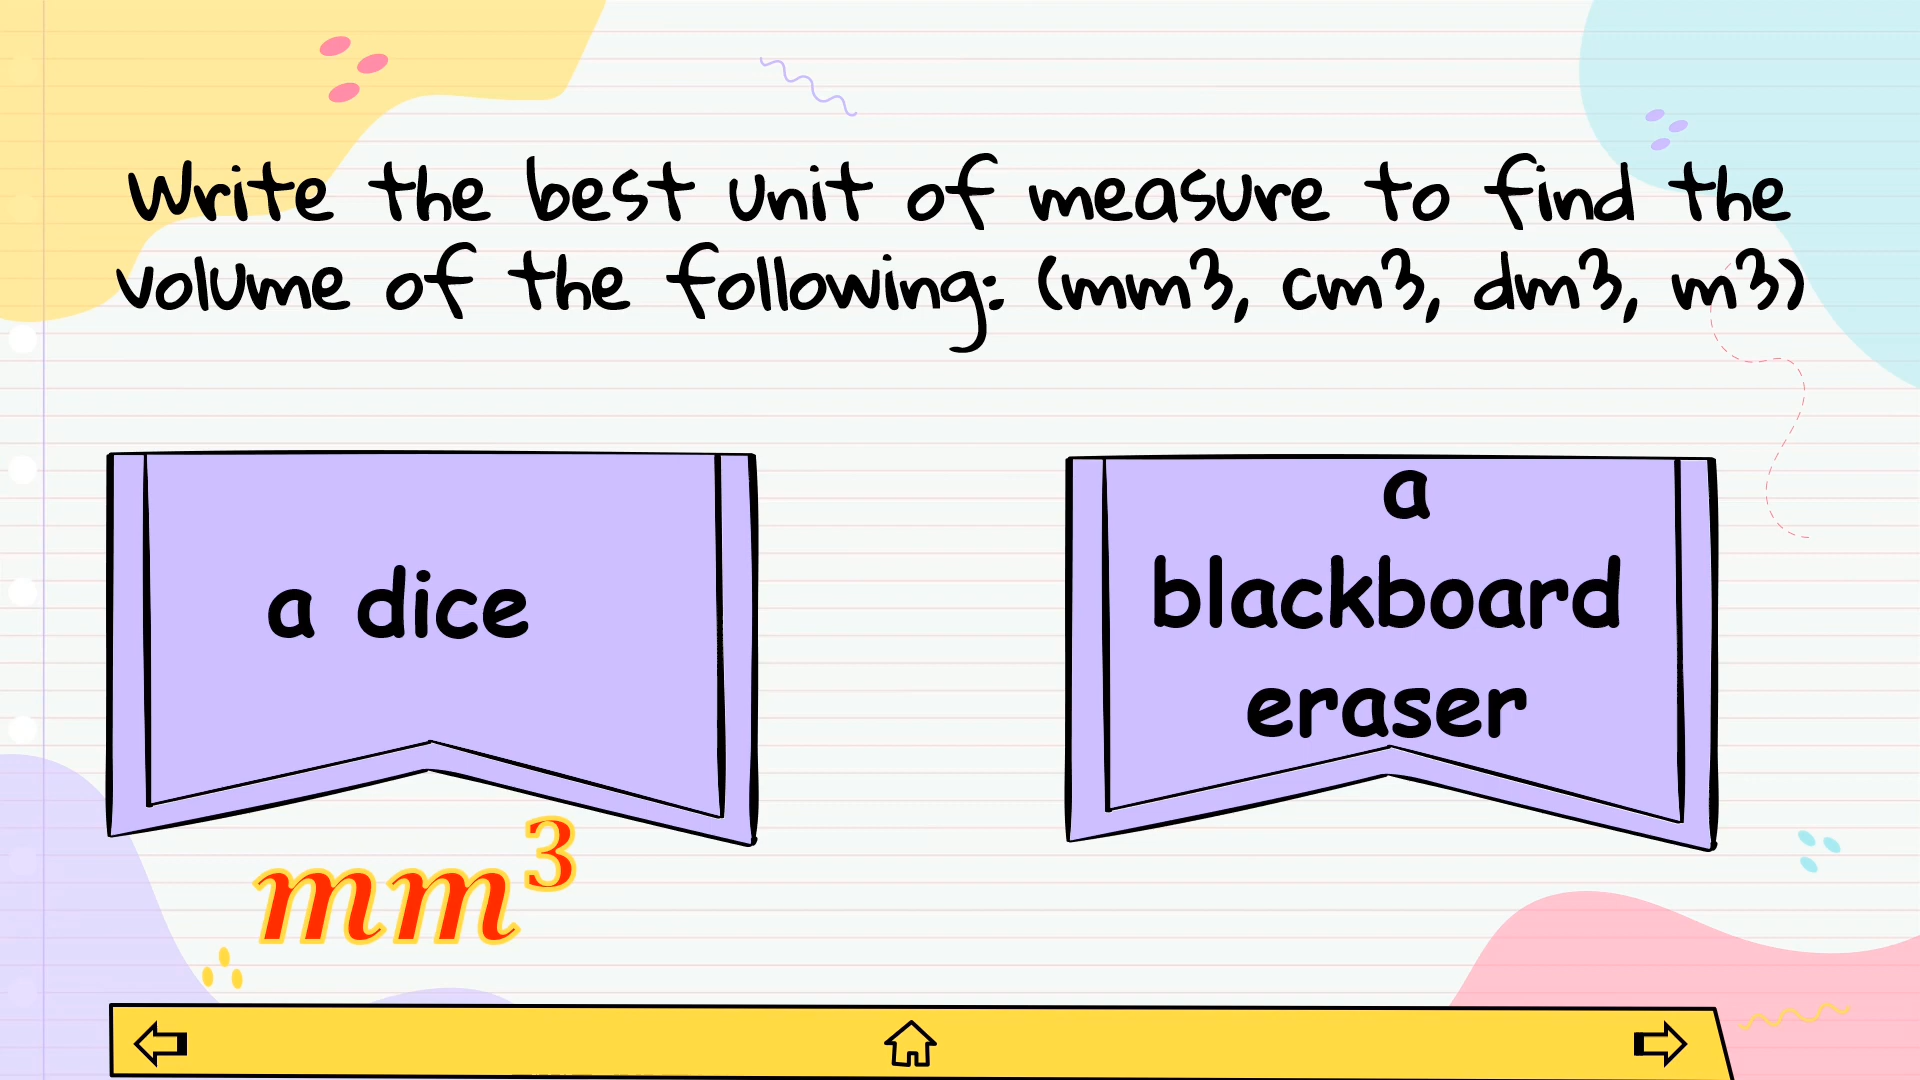 Write the best unit of measure to find the
volume of the following: (mm3, cm3, dm3, m3)
a dice
mm³
a
blackboard
eraser